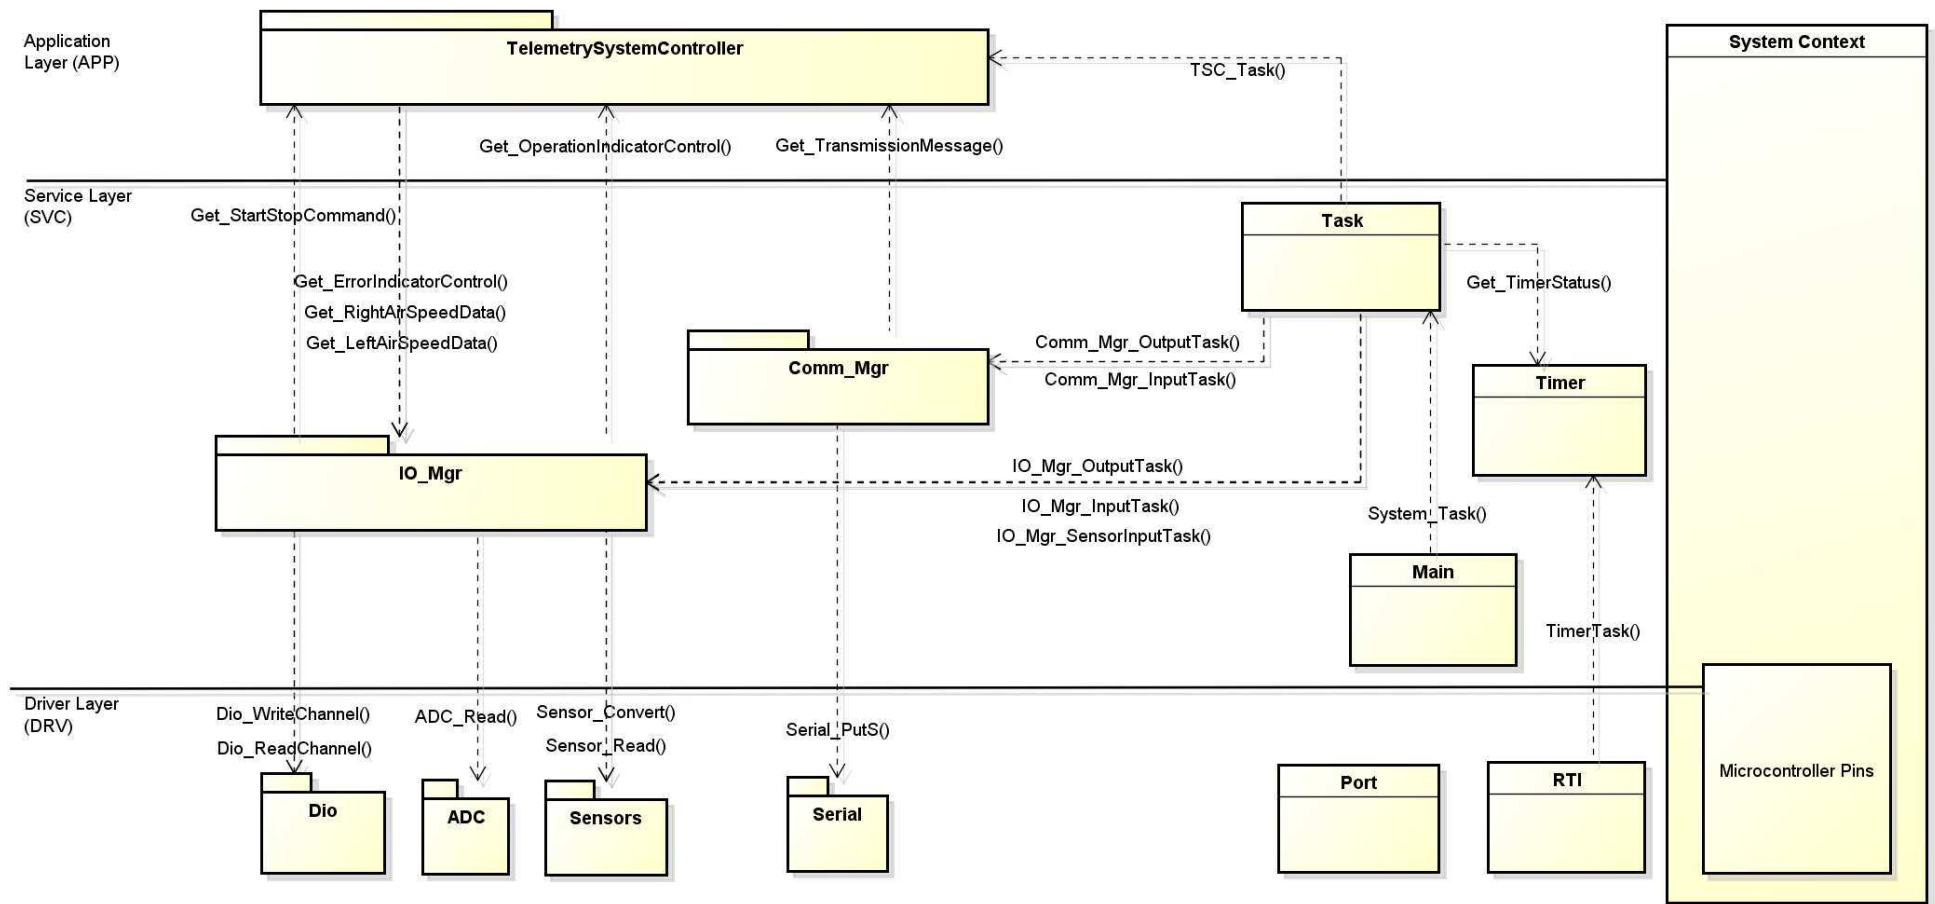 Application
Layer (APP)
TelemetrySystemController
System Context
TSC_Task()
Get_OperationIndicatorControl()
Get_TransmissionMessage()
Service Layer
(SVC)
Get_StartStopCommand()
Task
Get_ErrorIndicatorControl()
Get_RightAirSpeedData()
Get_LeftAirSpeedData()
Get_TimerStatus()
Comm_Mgr_OutputTask()
Comm_Mgr
Comm_Mgr_InputTask()
Timer
IO_Mgr
IO_Mgr_OutputTask()
IO_Mgr_InputTask()
IO_Mgr_SensorInputTask()
System_Task()
Main
TimerTask()
Driver Layer
(DRV)
Dio_WriteChannel()
Dio_ReadChannel()
ADC_Read()
Sensor_Convert()
Sensor_Read()
Serial_PutS()
Dio
ADC
Sensors
Serial
Port
RTI
Microcontroller Pins